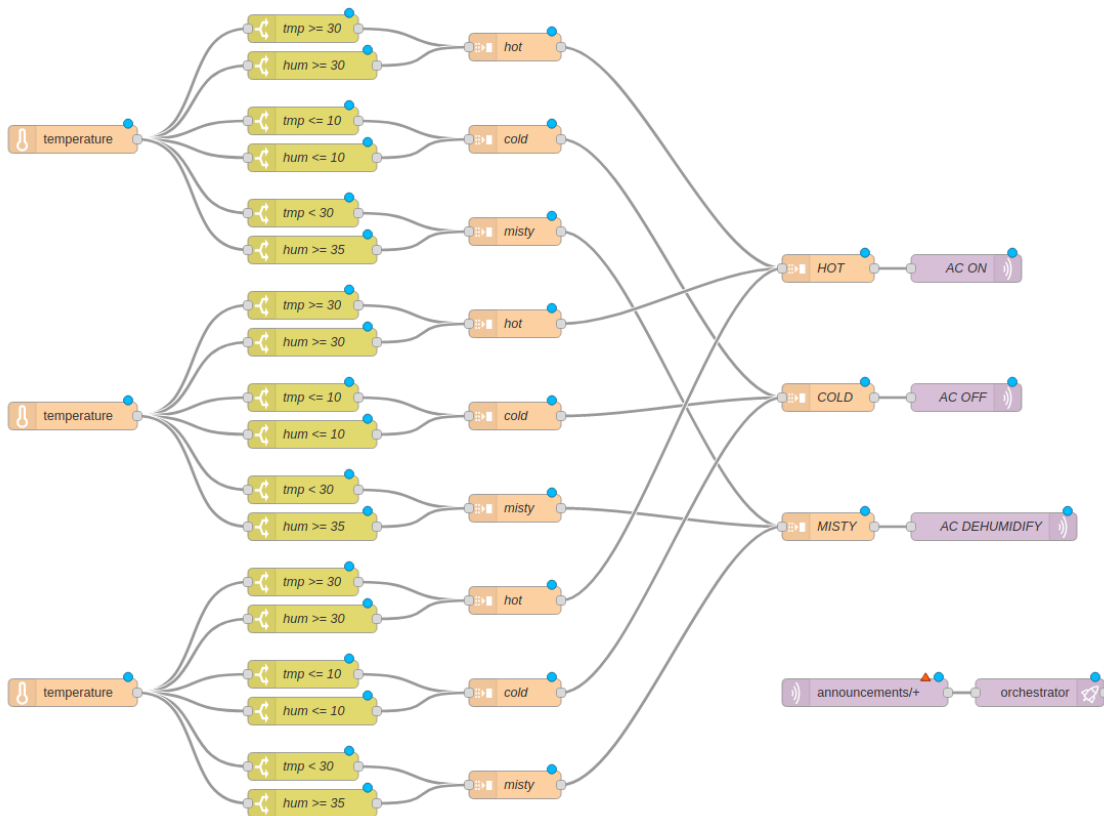 tmp >= 30
hot
hum >= 30
tmp <= 10
temperature
cold
hum <= 10
tmp < 30
misty
hum >= 35
HOT
AC ON
tmp >= 30
hot
hum >= 30
tmp <= 10
COLD
AC OFF
temperature
cold
hum <= 10
tmp < 30
misty
hum >= 35
MISTY
AC DEHUMIDIFY
tmp >= 30
hot
hum >= 30
tmp <= 10
temperature
cold
announcements/+
orchestrator
hum <= 10
tmp < 30
misty
hum >= 35